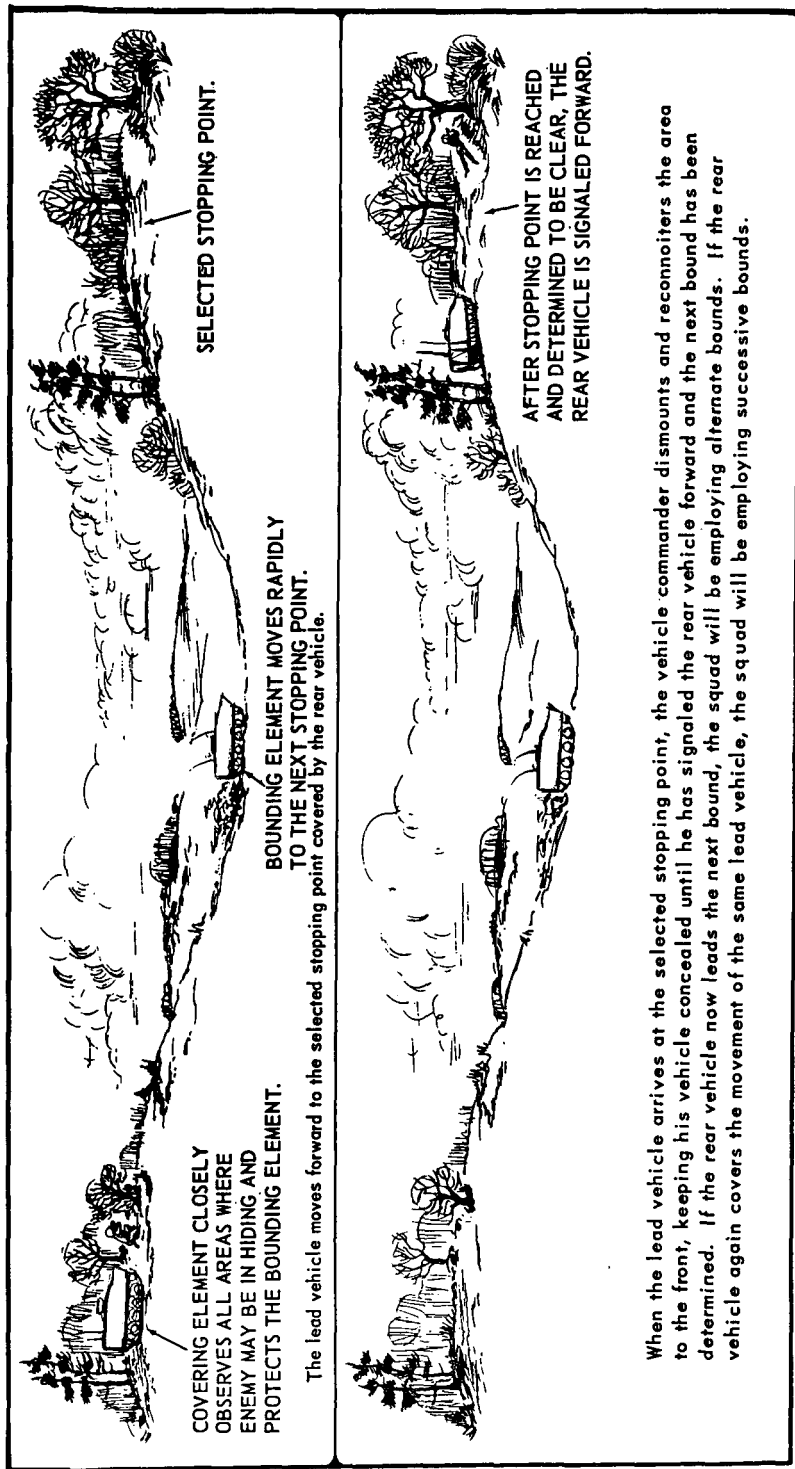 COVERING ELEMENT CLOSELY
OBSERVES ALL AREAS WHERE
ENEMY MAY BE IN HIDING AND
PROTECTS THE BOUNDING ELEMENT.
BOUNDING ELEMENT MOVES RAPIDLY
TO THE NEXT STOPPING POINT.
SELECTED STOPPING POINT.
The lead vehicle moves forward to the selected stopping point covered by the rear vehicle.
AFTER STOPPING POINT IS REACHED
AND DETERMINED TO BE CLEAR, THE
REAR VEHICLE IS SIGNALED FORWARD.
When the lead vehicle arrives at the selected stopping point, the vehicle commander dismounts and reconnoiters the area
to the front, keeping his vehicle concealed until he has signaled the rear vehicle forward and the next bound has been
determined. If the rear vehicle now leads the next bound, the squad will be employing alternate bounds. If the rear
vehicle again covers the movement of the same lead vehicle, the squad will be employing successive bounds.